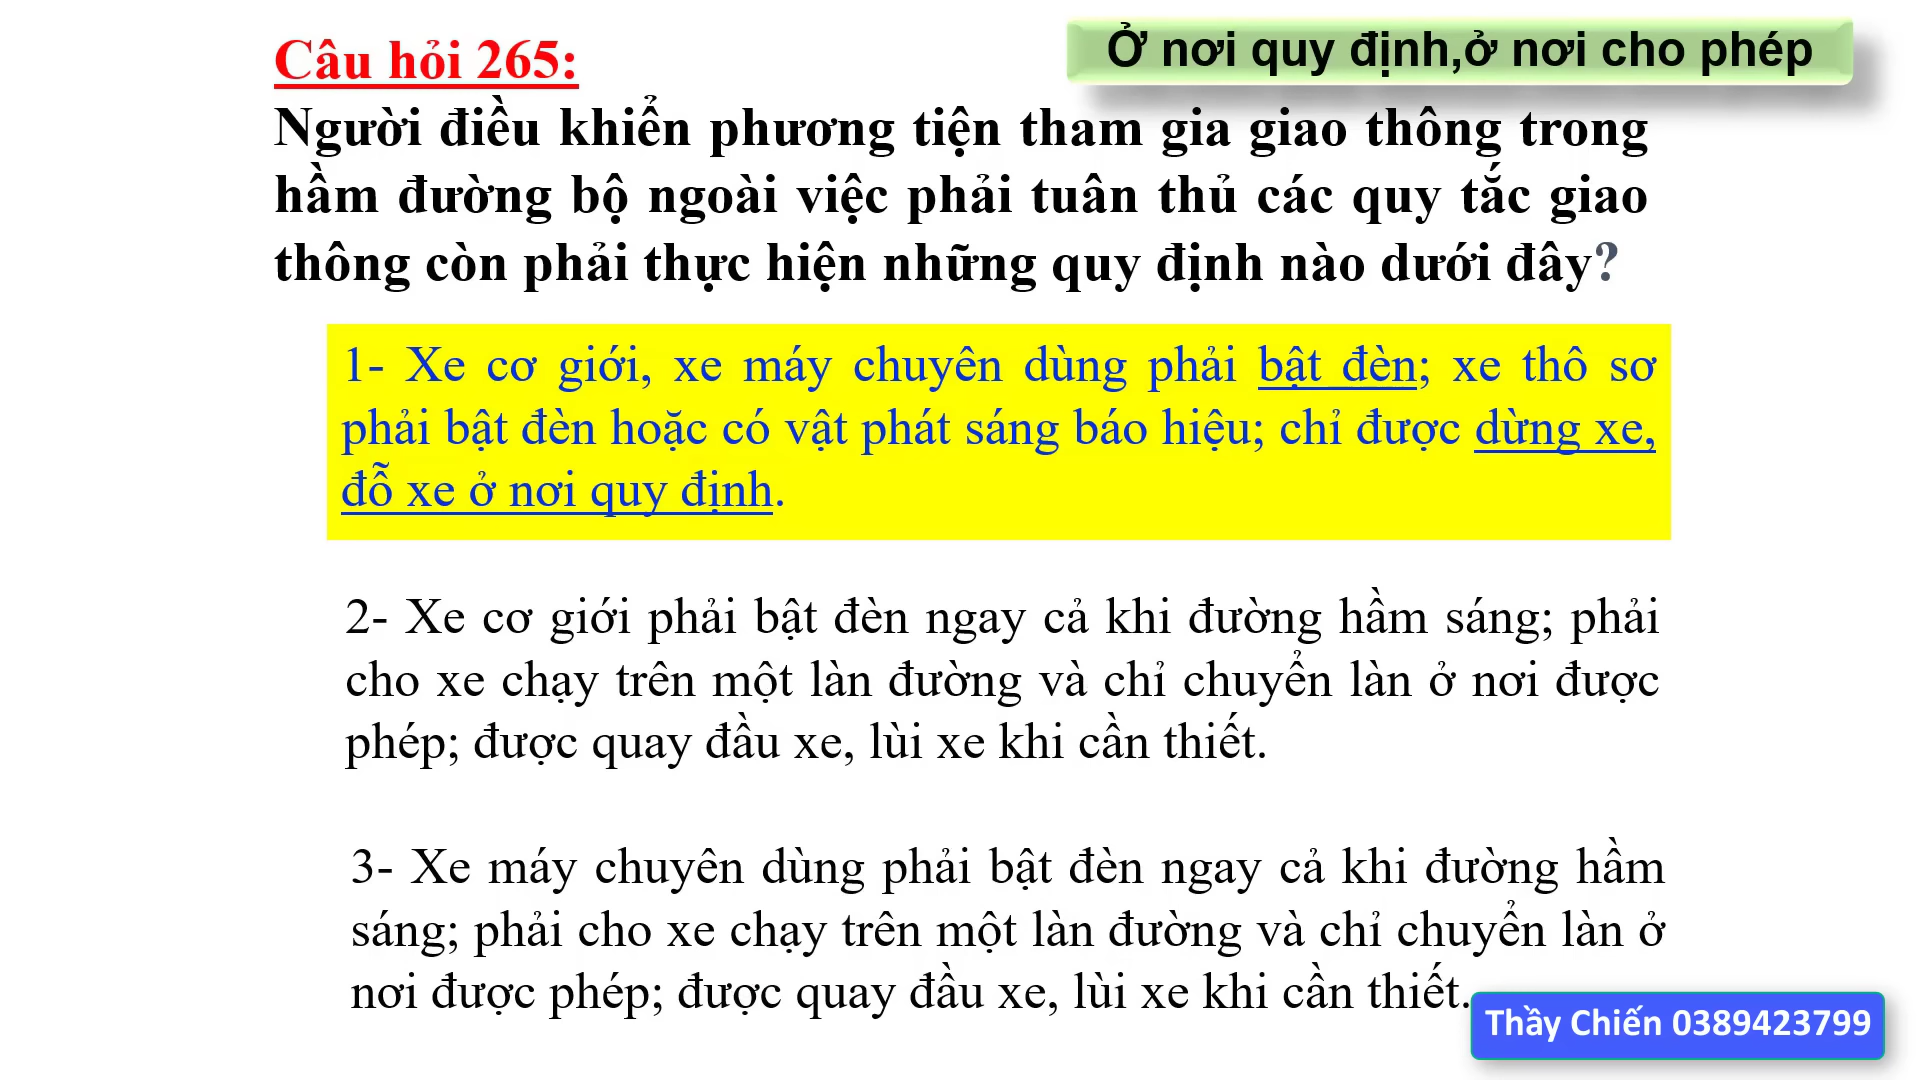 Câu hỏi 265:
Ở nơi quy định,ở nơi cho phép
Người điều khiển phương tiện tham gia giao thông trong
hầm đường bộ ngoài việc phải tuân thủ các quy tắc giao
thông còn phải thực hiện những quy định nào dưới đây?
1- Xe cơ giới, xe máy chuyên dùng phải bật đèn; xe thô sơ
phải bật đèn hoặc có vật phát sáng báo hiệu; chỉ được dừng xe,
đỗ xe ở nơi quy định.
2- Xe cơ giới phải bật đèn ngay cả khi đường hầm sáng; phải
cho xe chạy trên một làn đường và chỉ chuyển làn ở nơi được
phép; được quay đầu xe, lùi xe khi cần thiết.
3- Xe máy chuyên dùng phải bật đèn ngay cả khi đường hầm
sáng; phải cho xe chạy trên một làn đường và chỉ chuyển làn ở
nơi được phép; được quay đầu xe, lùi xe khi cần thiết.
Thầy Chiến 0389423799